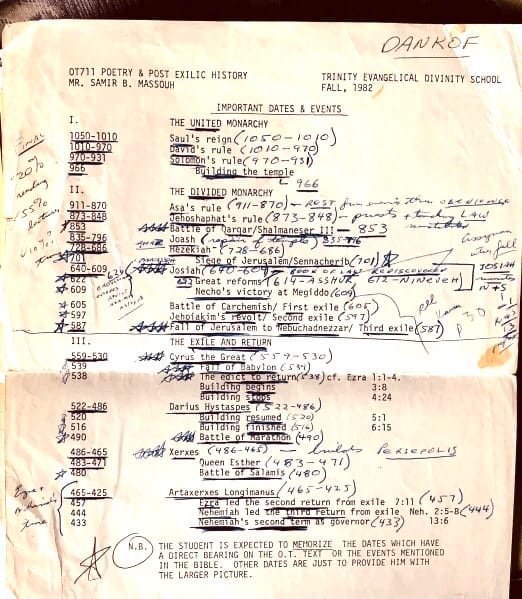 DANKOF
OT711 POETRY & POST EXILIC HISTORY
MR. SAMIR B. MASSOUH
TRINITY EVANGELICAL DIVINITY SCHOOL
FALL, 1982
IMPORTANT DATES & EVENTS
I. THE UNITED MONARCHY
1050-1010 Saul's reign (1050-1010)
1010-970 David's rule (1010-970)
970-931 Solomon's rule (970-931)
966 Building the temple
966
II. THE DIVIDED MONARCHY
911-870 Asa's rule (911-870)
873-848 Jehoshaphat's rule (873-848)
853 Battle of Qarqar/Shalmaneser III - 853
835-796 Joash
728-686 Hezekiah (728-686)
701 Siege of Jerusalem/Sennacherib (701)
640-609 Josiah (640-609) BOOK OF LAW REDISCOVERED
622 Great reforms (614-ASSHUR, 612-NINEVEH)
609 Necho's victory at Megiddo (609)
605 Battle of Carchemish/ First exile (605)
597 Jehoiakim's revolt/ Second exile (597)
587 Fall of Jerusalem to Nebuchadnezzar/ Third exile (587)
JOSIAH
III. THE EXILE AND RETURN
559-530 Cyrus the Great (559-530)
539 Fall of Babylon (539)
538 The edict to return (538) cf. Ezra 1:1-4.
Building begins 3:8
Building stops 4:24
522-486 Darius Hystaspes (522-486)
520 Building resumed (520) 5:1
516 Building finished (516) 6:15
490 Battle of Marathon (490)
486-465 Xerxes (486-465) - builds PERSEPOLIS
483-471 Queen Esther (483-471)
480 Battle of Salamis (480)
465-425 Artaxerxes Longimanus (465-425)
457 Ezra led the second return from exile 7:11 (457)
444 Nehemiah led the third return from exile Neh. 2:5-8 (444)
433 Nehemiah's second term as governor (433) 13:6
N.B. THE STUDENT IS EXPECTED TO MEMORIZE THE DATES WHICH HAVE
A DIRECT BEARING ON THE O.T. TEXT OR THE EVENTS MENTIONED
IN THE BIBLE. OTHER DATES ARE JUST TO PROVIDE HIM WITH
THE LARGER PICTURE.